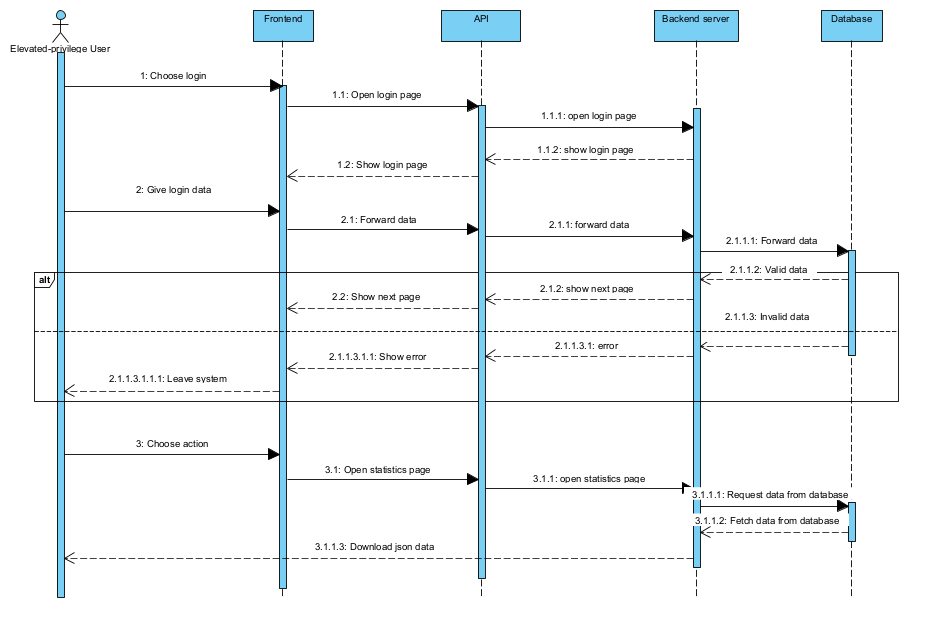 Frontend
API
Backend server
Database
Elevated-privilege User
1: Choose login
1.1: Open login page
1.1.1: open login page
1.1.2: show login page
1.2: Show login page
2: Give login data
2.1: Forward data
2.1.1: forward data
2.1.1.1: Forward data
alt
2.1.1.2: Valid data
2.1.2: show next page
2.2: Show next page
2.1.1.3: Invalid data
2.1.1.3.1: error
2.1.1.3.1.1: Show error
2.1.1.3.1.1.1: Leave system
3: Choose action
3.1: Open statistics page
3.1.1: open statistics page
3.1.1.1: Request data from database
3.1.1.2: Fetch data from database
3.1.1.3: Download json data